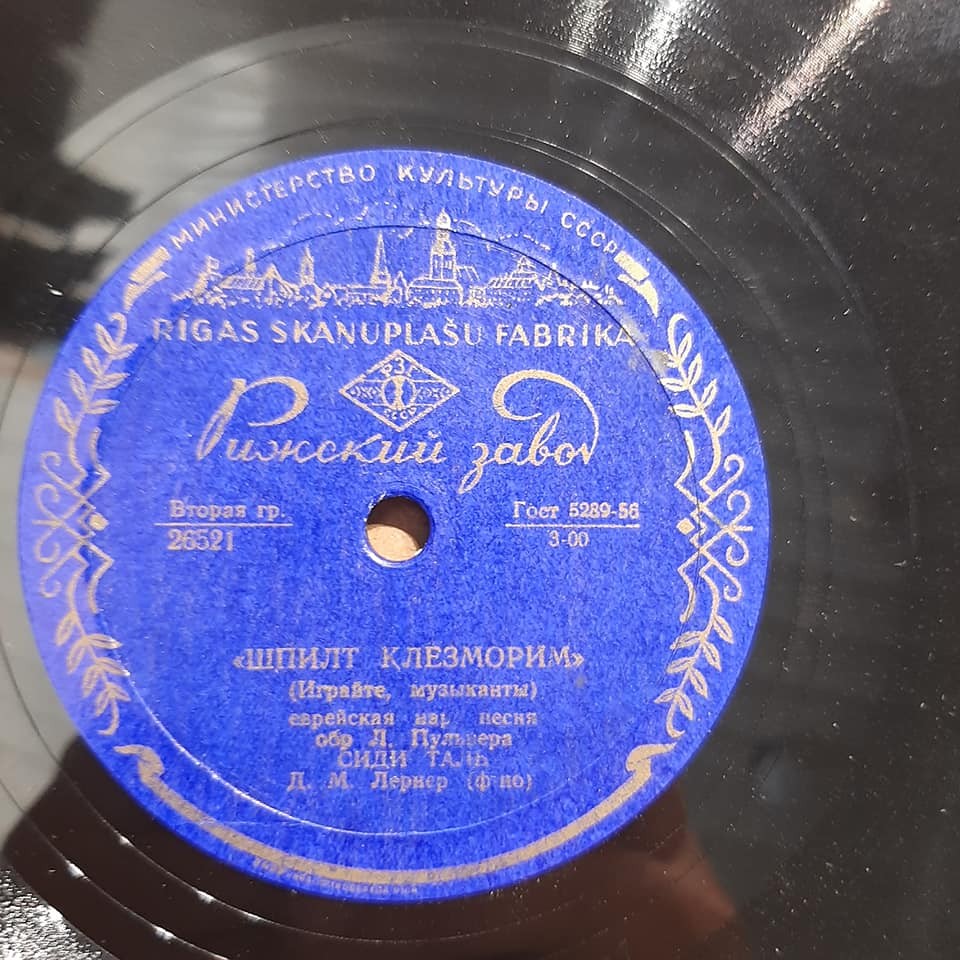 МИНИСТЕРСТВО КУЛЬТУРЫ СССР
RĪGAS SKAŅUPLAŠU FABRIKA
РЗГ
СССР
Рижский завод
Вторая гр.
26521
Гост 5289-56
3-00
«ШПИЛТ КЛЕЗМОРИМ»
(Играйте, музыканты)
еврейская нар песня
обр Л. Пульвера
СИДИ ТАЛЬ
Л. М. Лернер (ф-но)